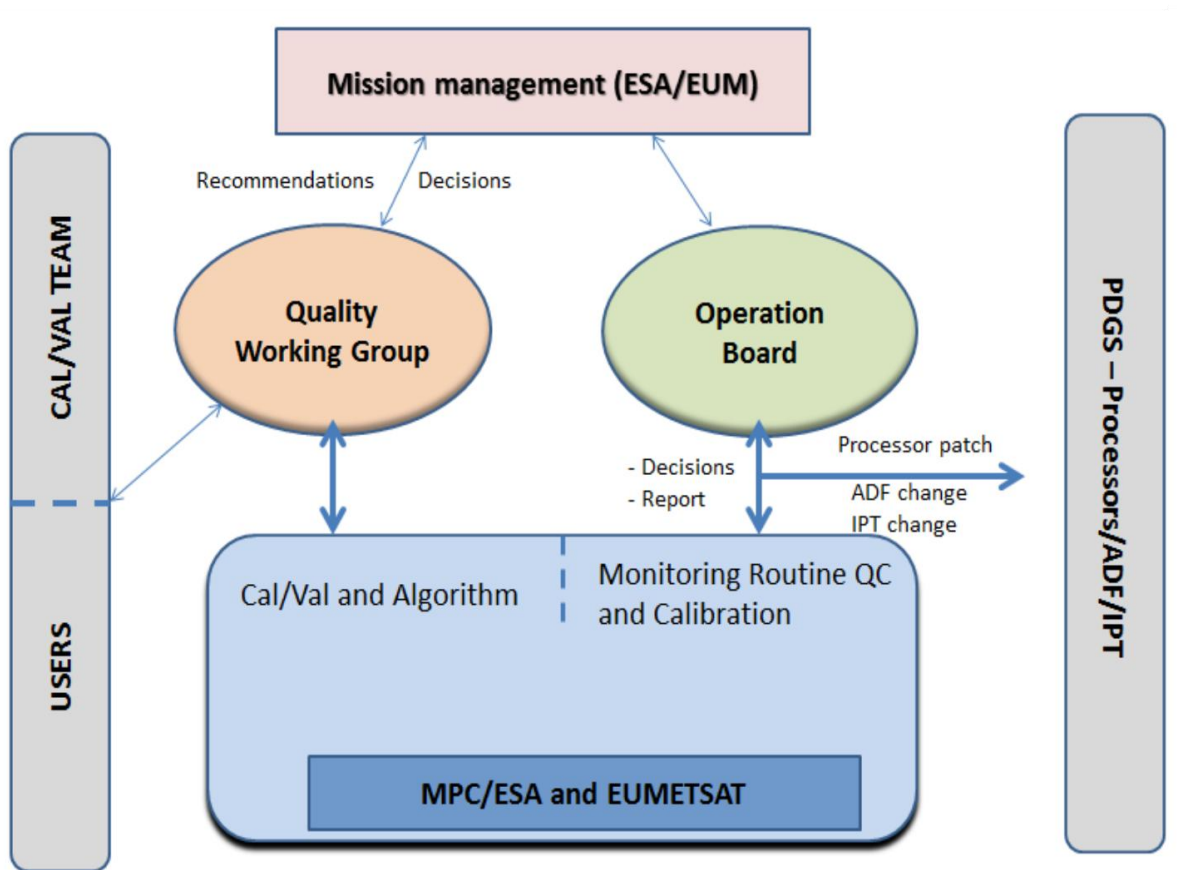 Mission management (ESA/EUM)
Recommendations
Decisions
CAL/VAL TEAM
USERS
Quality
Working Group
Operation
Board
- Decisions
- Report
Processor patch
ADF change
IPT change
PDGS – Processors/ADF/IPT
Cal/Val and Algorithm
Monitoring Routine QC
and Calibration
MPC/ESA and EUMETSAT